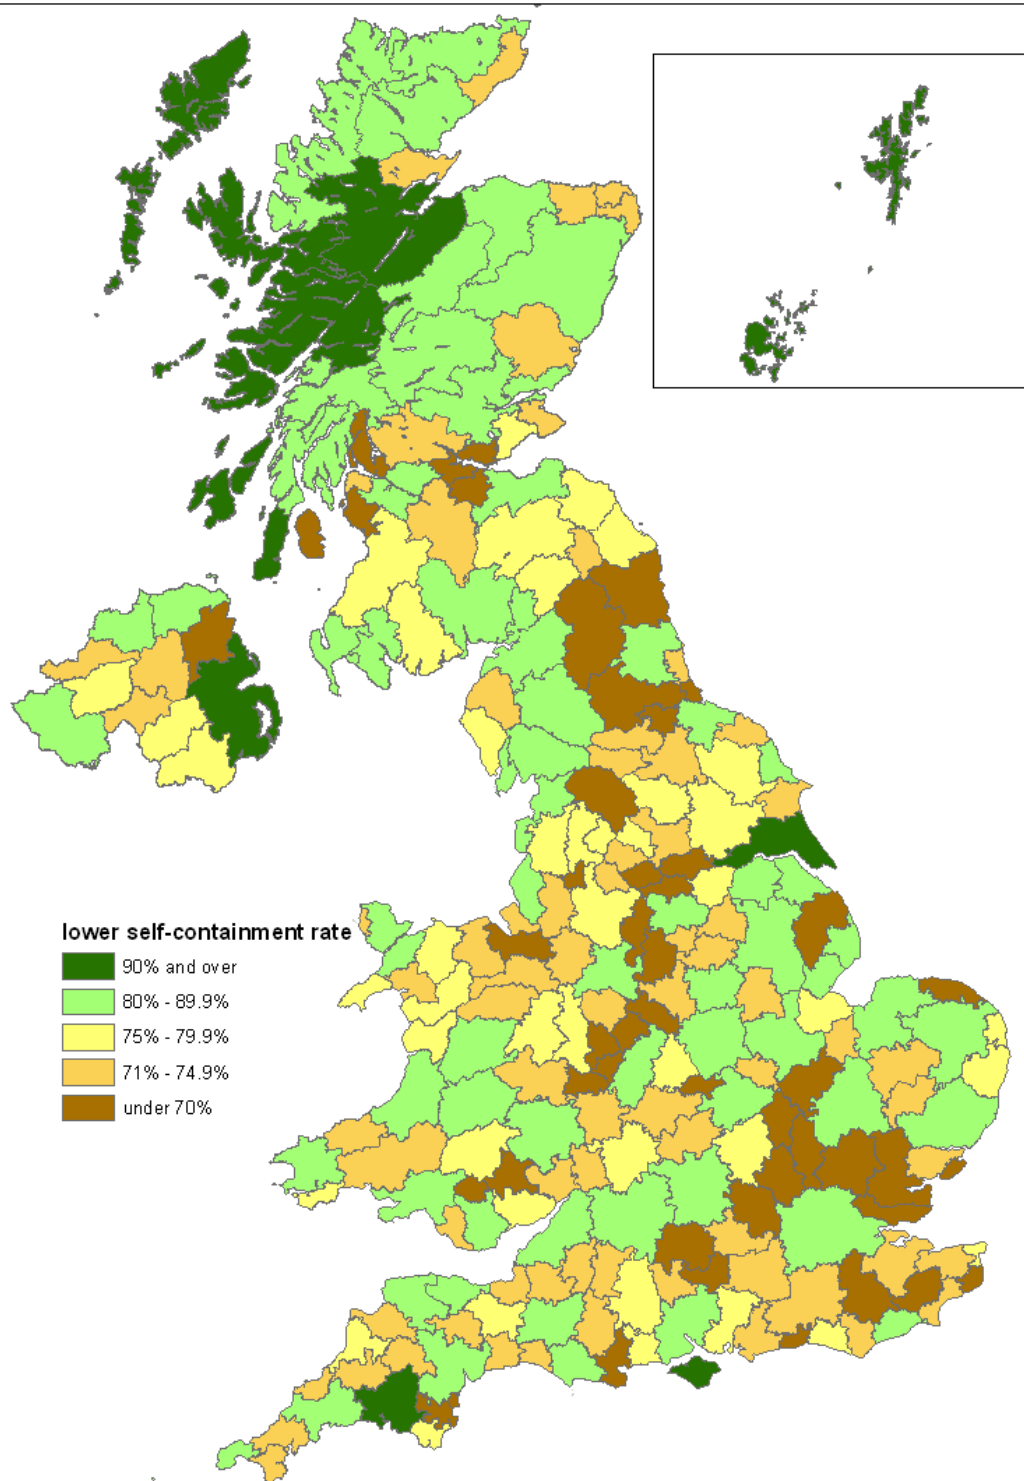 lower self-containment rate
90% and over
80% - 89.9%
75% - 79.9%
71% - 74.9%
under 70%